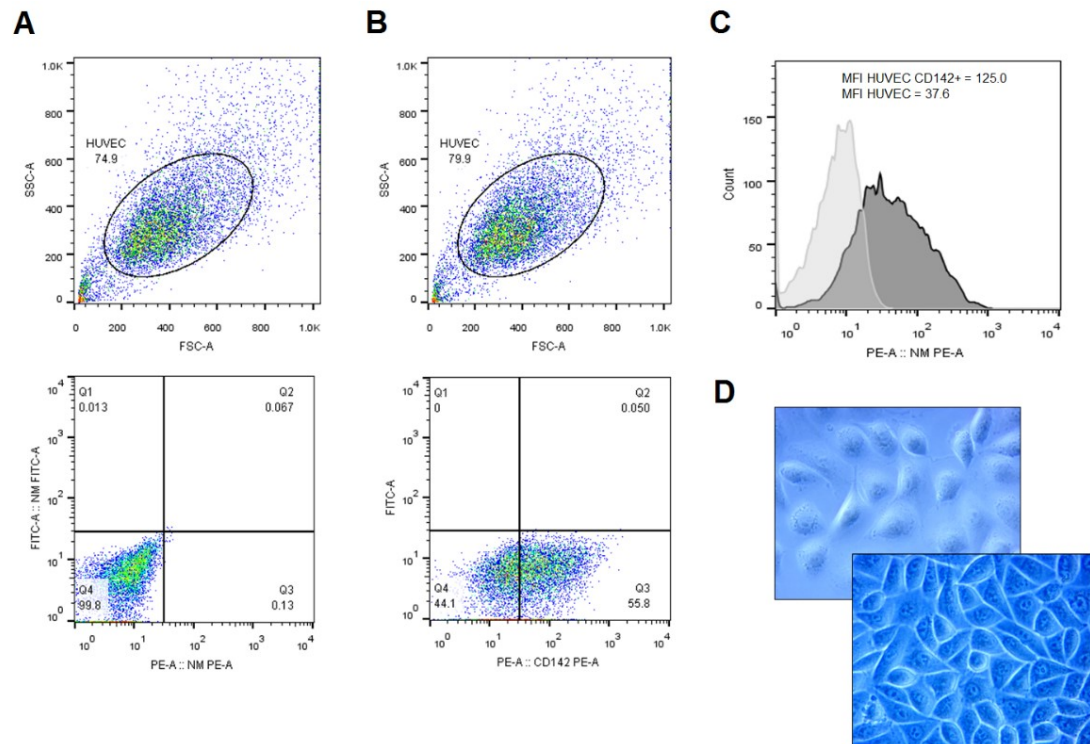 A
B
C
1.0K
800
600
400
200
0
SSC-A
HUVEC
74.9
0
200
400
600
800
1.0K
FSC-A
1.0K
800
600
400
200
0
SSC-A
HUVEC
79.9
0
200
400
600
800
1.0K
FSC-A
MFI HUVEC CD142+ = 125.0
MFI HUVEC = 37.6
150
100
50
0
Count
10^0
10^1
10^2
10^3
10^4
PE-A :: NM PE-A
Q1
0.013
Q2
0.067
Q4
99.8
Q3
0.13
10^4
10^3
10^2
10^1
10^0
FITC-A :: NM FITC-A
10^0
10^1
10^2
10^3
10^4
PE-A :: NM PE-A
Q1
0
Q2
0.050
Q4
44.1
Q3
55.8
10^4
10^3
10^2
10^1
10^0
FITC-A
10^0
10^1
10^2
10^3
10^4
PE-A :: CD142 PE-A
D